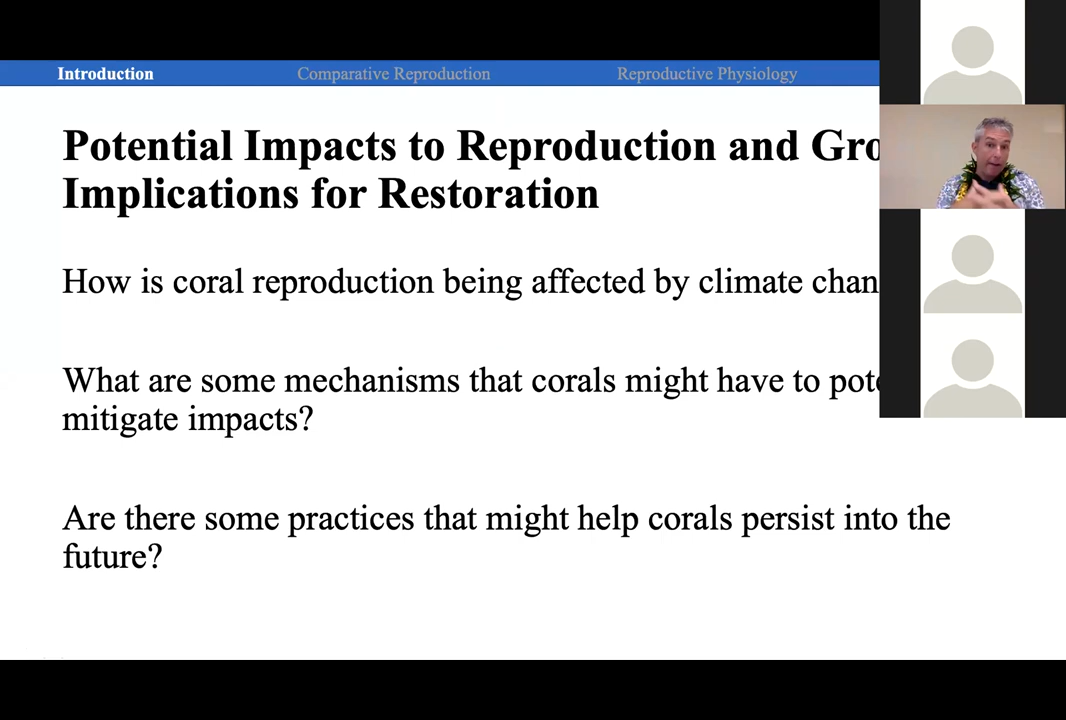 Introduction Comparative Reproduction Reproductive Physiology
Potential Impacts to Reproduction and Gro
Implications for Restoration
How is coral reproduction being affected by climate chan
What are some mechanisms that corals might have to pot
mitigate impacts?
Are there some practices that might help corals persist into the
future?